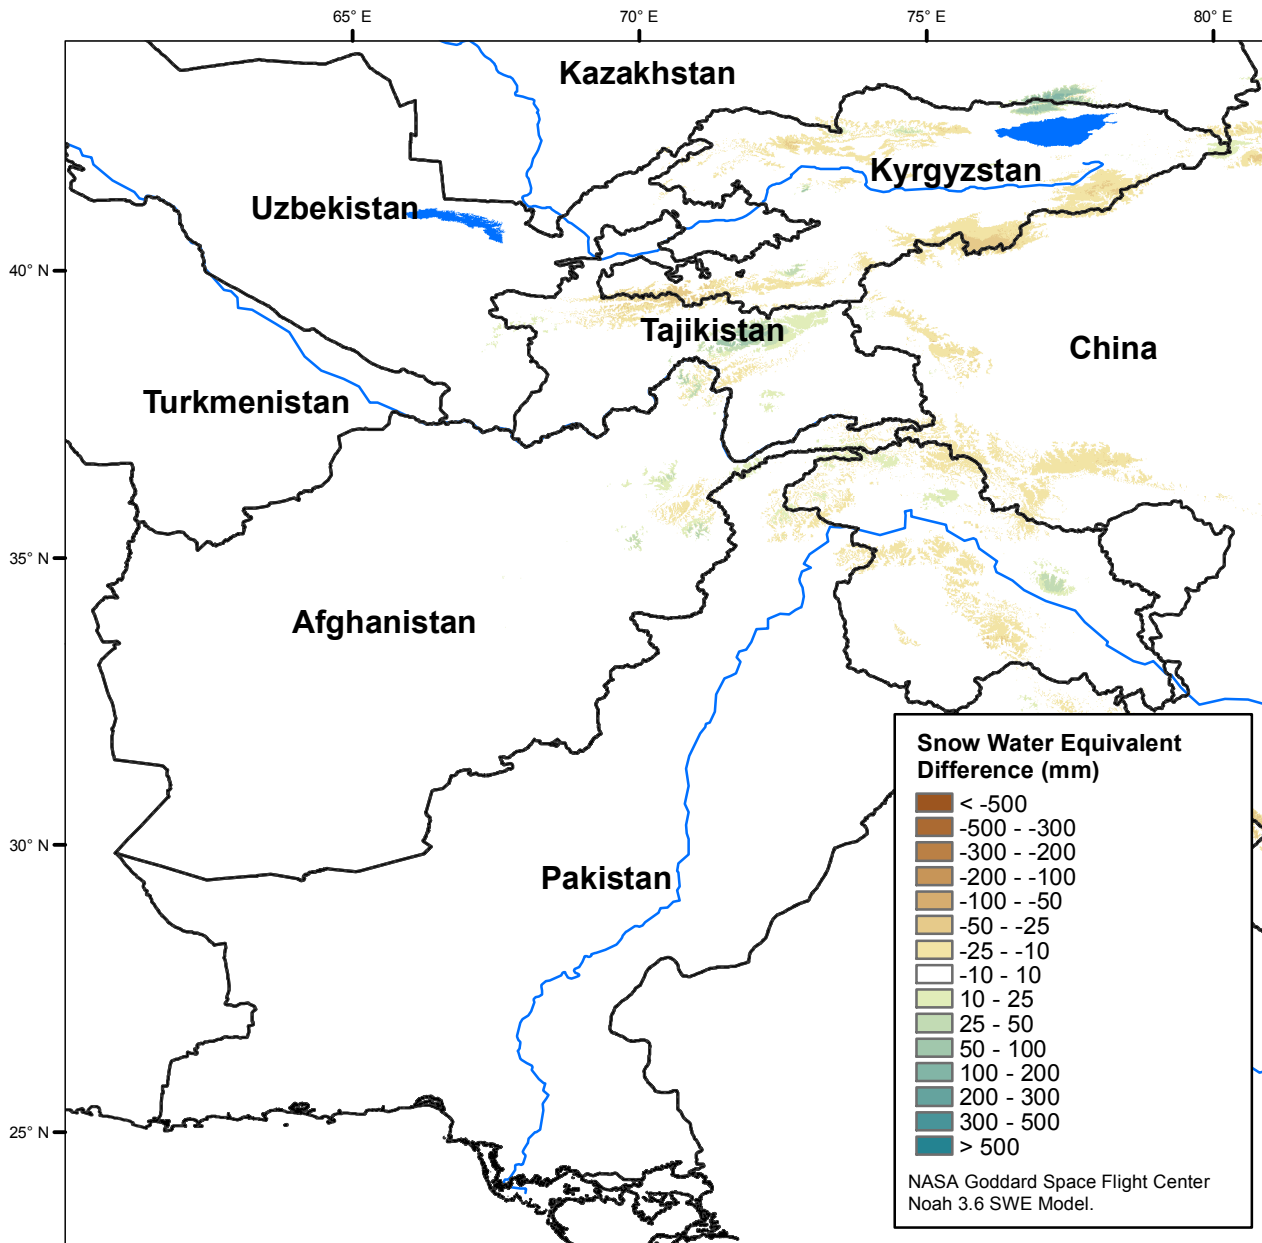 65° E
70° E
75° E
80° E
Kazakhstan
Kyrgyzstan
Uzbekistan
40° N
Tajikistan
China
Turkmenistan
35° N
Afghanistan
30° N
Pakistan
25° N
Snow Water Equivalent
Difference (mm)
< -500
-500 - -300
-300 - -200
-200 - -100
-100 - -50
-50 - -25
-25 - -10
-10 - 10
10 - 25
25 - 50
50 - 100
100 - 200
200 - 300
300 - 500
> 500
NASA Goddard Space Flight Center
Noah 3.6 SWE Model.